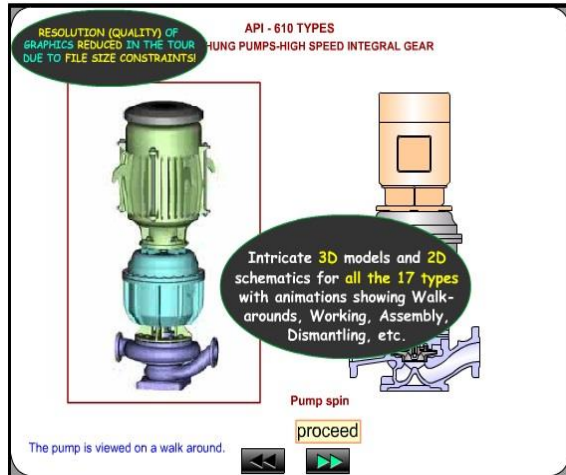 RESOLUTION (QUALITY) OF
GRAPHICS REDUCED IN THE TOUR
DUE TO FILE SIZE CONSTRAINTS!
API - 610 TYPES
HUNG PUMPS-HIGH SPEED INTEGRAL GEAR
Intricate 3D models and 2D
schematics for all the 17 types
with animations showing Walk-
arounds, Working, Assembly,
Dismantling, etc.
Pump spin
proceed
The pump is viewed on a walk around.